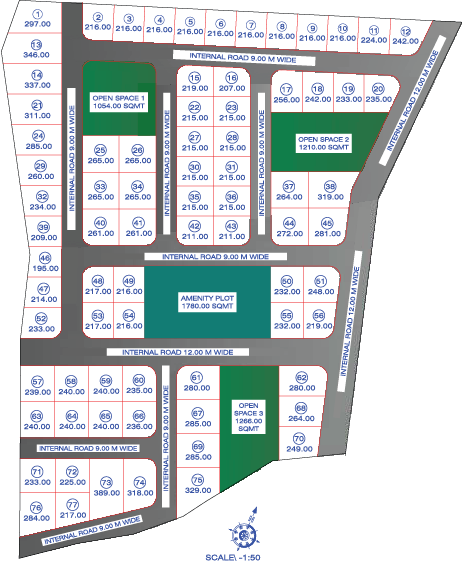 1 2 3 4 5 6 7 8 9 10 11 12
297.00 216.00 216.00 216.00 216.00 216.00 216.00 216.00 216.00 216.00 224.00 242.00
INTERNAL ROAD 9.00 M WIDE
13
346.00
14
337.00
21
311.00
24
285.00
29
260.00
32
234.00
39
209.00
46
195.00
47
214.00
52
233.00
INTERNAL ROAD 9.00 M WIDE
OPEN SPACE 1
1054.00 SQMT
25 26
265.00 265.00
33 34
265.00 265.00
40 41
261.00 261.00
INTERNAL ROAD 9.00 M WIDE
15 16
219.00 207.00
22 23
215.00 215.00
27 28
215.00 215.00
30 31
215.00 215.00
35 36
215.00 215.00
42 43
211.00 211.00
INTERNAL ROAD 9.00 M WIDE
17 18 19 20
256.00 242.00 233.00 235.00
OPEN SPACE 2
1210.00 SQMT
37 38
264.00 319.00
44 45
272.00 281.00
INTERNAL ROAD 12.00 M WIDE
INTERNAL ROAD 9.00 M WIDE
48 49
217.00 216.00
53 54
217.00 216.00
AMENITY PLOT
1780.00 SQMT
50 51
232.00 248.00
55 56
232.00 219.00
INTERNAL ROAD 12.00 M WIDE
INTERNAL ROAD 12.00 M WIDE
57 58 59 60
239.00 240.00 240.00 235.00
63 64 65 66
240.00 240.00 240.00 236.00
INTERNAL ROAD 9.00 M WIDE
INTERNAL ROAD 9.00 M WIDE
61
280.00
67
285.00
69
285.00
75
329.00
OPEN
SPACE 3
1266.00
SQMT
62
280.00
68
264.00
70
249.00
71 72 73 74
233.00 225.00 389.00 318.00
76 77
284.00 217.00
INTERNAL ROAD 9.00 M WIDE
N
SCALE\ -1:50